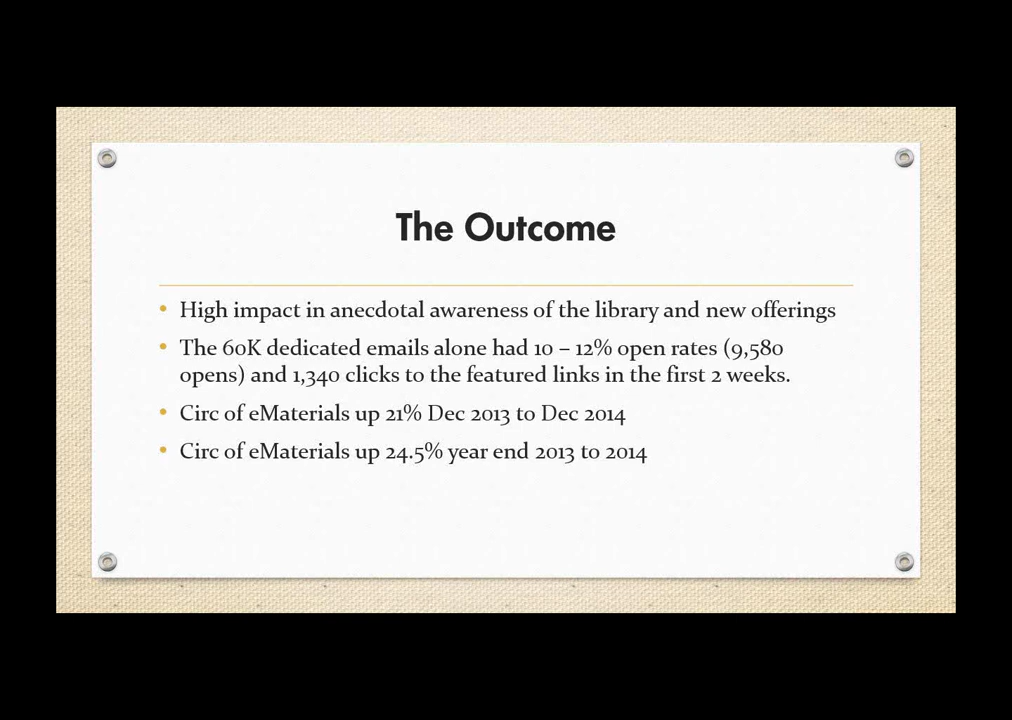 The Outcome
• High impact in anecdotal awareness of the library and new offerings
• The 60K dedicated emails alone had 10 – 12% open rates (9,580
opens) and 1,340 clicks to the featured links in the first 2 weeks.
• Circ of eMaterials up 21% Dec 2013 to Dec 2014
• Circ of eMaterials up 24.5% year end 2013 to 2014